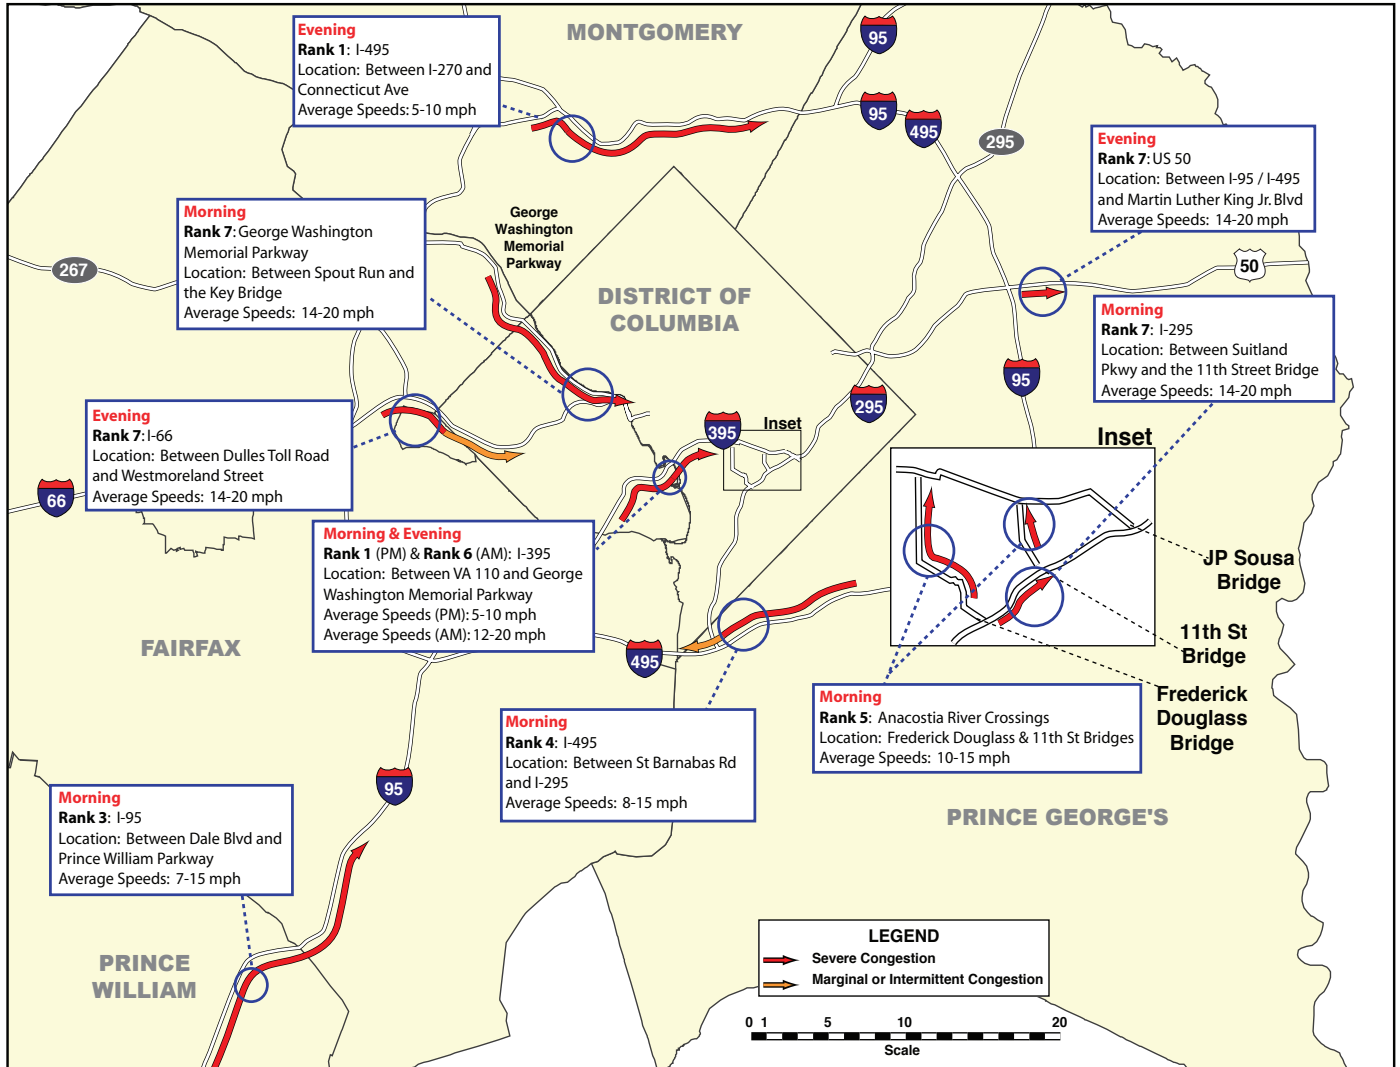 MONTGOMERY
Evening
Rank 1: I-495
Location: Between I-270 and
Connecticut Ave
Average Speeds: 5-10 mph
95
95
495
295
Evening
Rank 7: US 50
Location: Between I-95 / I-495
and Martin Luther King Jr. Blvd
Average Speeds: 14-20 mph
Morning
Rank 7: George Washington
Memorial Parkway
Location: Between Spout Run and
the Key Bridge
Average Speeds: 14-20 mph
George
Washington
Memorial
Parkway
267
50
DISTRICT OF
COLUMBIA
Morning
Rank 7: I-295
Location: Between Suitland
Pkwy and the 11th Street Bridge
Average Speeds: 14-20 mph
95
295
Evening
Rank 7: I-66
Location: Between Dulles Toll Road
and Westmoreland Street
Average Speeds: 14-20 mph
66
395
Inset
Inset
Morning & Evening
Rank 1 (PM) & Rank 6 (AM): I-395
Location: Between VA 110 and George
Washington Memorial Parkway
Average Speeds (PM): 5-10 mph
Average Speeds (AM): 12-20 mph
JP Sousa
Bridge
11th St
Bridge
Frederick
Douglass
Bridge
FAIRFAX
495
Morning
Rank 4: I-495
Location: Between St Barnabas Rd
and I-295
Average Speeds: 8-15 mph
Morning
Rank 5: Anacostia River Crossings
Location: Frederick Douglass & 11th St Bridges
Average Speeds: 10-15 mph
95
Morning
Rank 3: I-95
Location: Between Dale Blvd and
Prince William Parkway
Average Speeds: 7-15 mph
PRINCE GEORGE'S
PRINCE
WILLIAM
LEGEND
Severe Congestion
Marginal or Intermittent Congestion
0 1 5 10 20
Scale